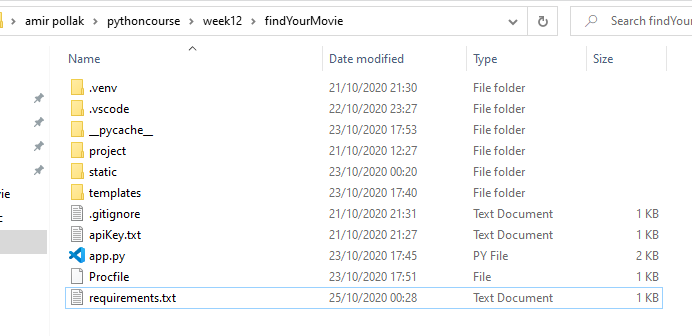 amir pollak > pythoncourse > week12 > findYourMovie
Search findYour
Name Date modified Type Size
.venv 21/10/2020 21:30 File folder
.vscode 22/10/2020 23:27 File folder
__pycache__ 23/10/2020 17:53 File folder
project 21/10/2020 12:27 File folder
static 23/10/2020 00:20 File folder
templates 23/10/2020 17:40 File folder
.gitignore 21/10/2020 21:31 Text Document 1 KB
apiKey.txt 21/10/2020 21:27 Text Document 1 KB
app.py 23/10/2020 17:45 PY File 2 KB
Procfile 23/10/2020 17:51 File 1 KB
requirements.txt 25/10/2020 00:28 Text Document 1 KB